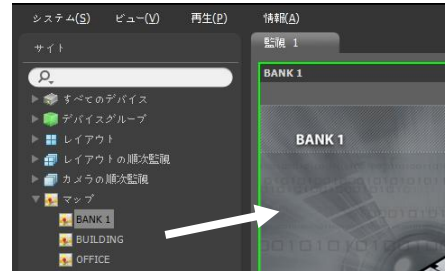 システム(S) ビュー(V) 再生(P) 情報(A)
サイト
監視 1
BANK 1
すべてのデバイス
デバイスグループ
BANK 1
レイアウト
レイアウトの順次監視
カメラの順次監視
マップ
BANK 1
BUILDING
OFFICE